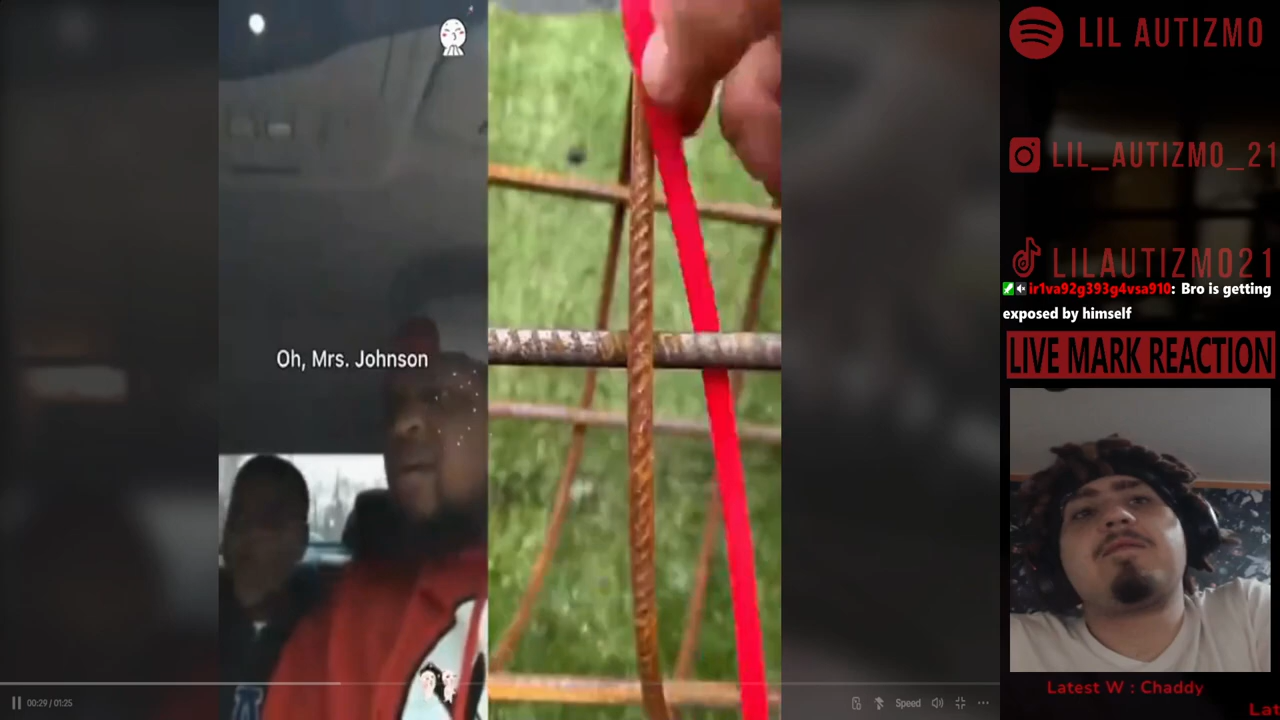 LIL AUTIZMO
LIL_AUTIZMO_21
LILAUTIZMO21
ir1va92g393g4vsa910: Bro is getting
exposed by himself
LIVE MARK REACTION
Oh, Mrs. Johnson
Latest W : Chaddy
Lat
00:29 / 01:25
Speed